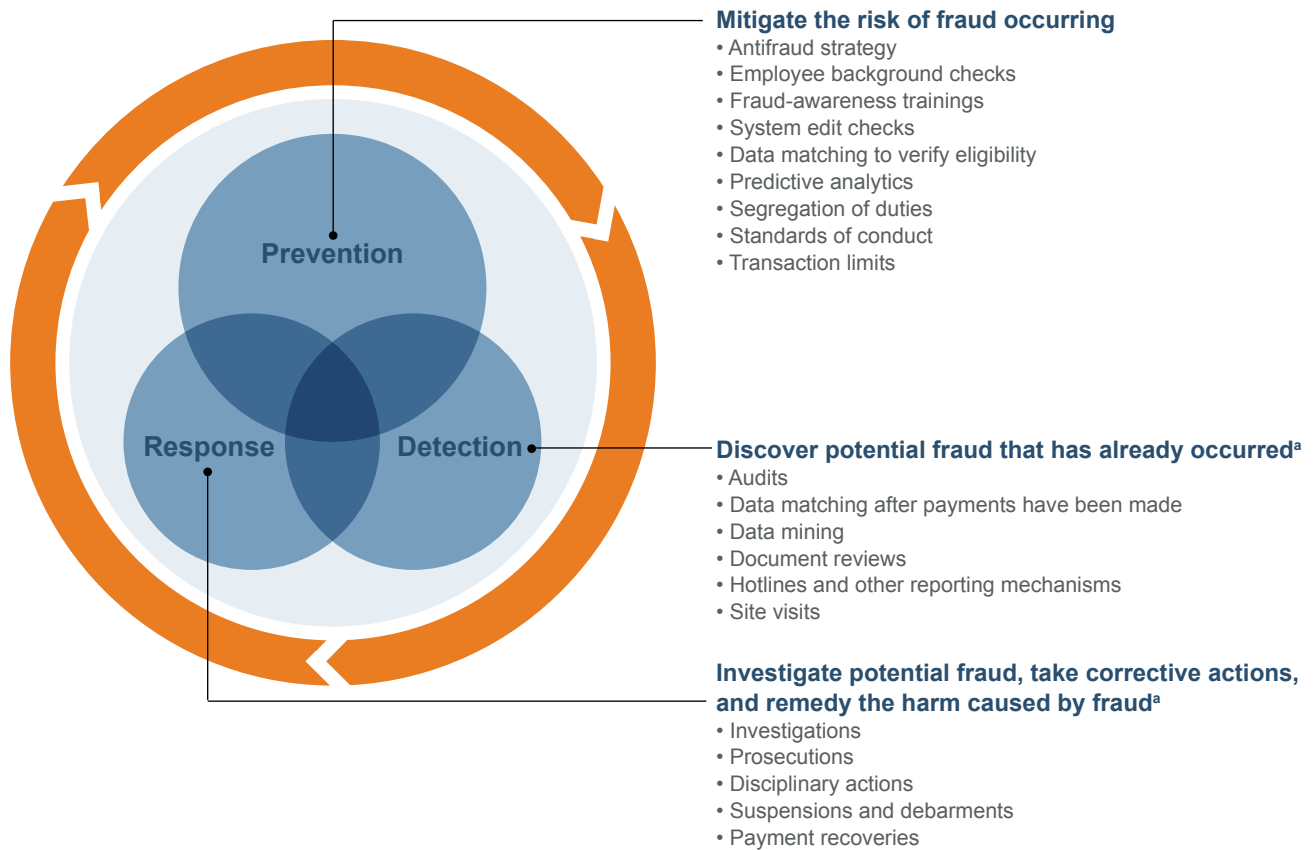 Mitigate the risk of fraud occurring
• Antifraud strategy
• Employee background checks
• Fraud-awareness trainings
• System edit checks
• Data matching to verify eligibility
• Predictive analytics
• Segregation of duties
• Standards of conduct
• Transaction limits
Prevention
Response
Detection
Discover potential fraud that has already occurredᵃ
• Audits
• Data matching after payments have been made
• Data mining
• Document reviews
• Hotlines and other reporting mechanisms
• Site visits
Investigate potential fraud, take corrective actions,
and remedy the harm caused by fraudᵃ
• Investigations
• Prosecutions
• Disciplinary actions
• Suspensions and debarments
• Payment recoveries